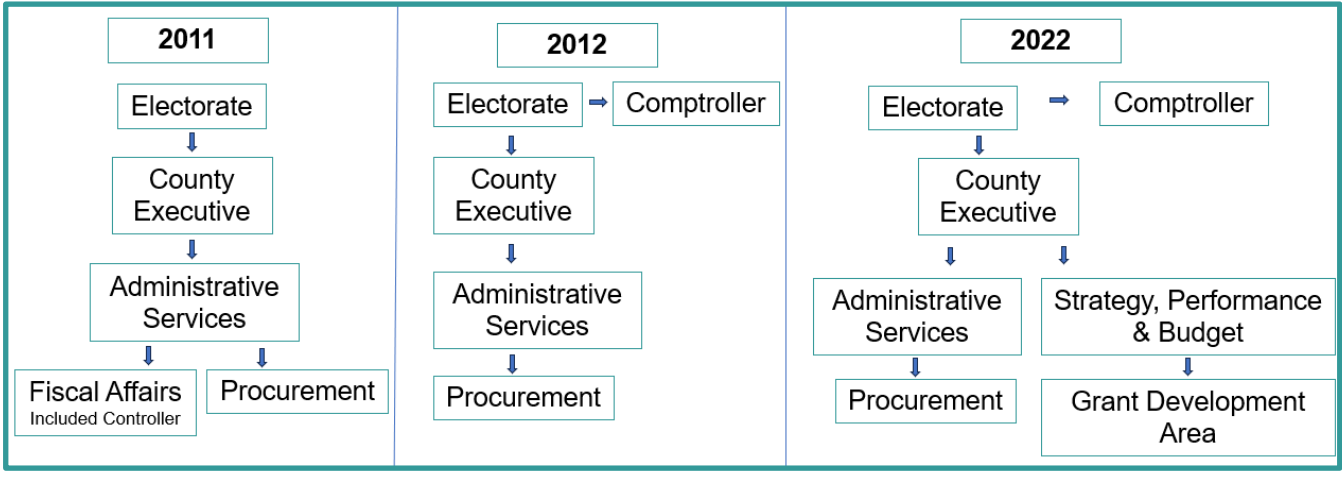 2011
Electorate
County
Executive
Administrative
Services
Fiscal Affairs
Included Controller
Procurement
2012
Electorate
Comptroller
County
Executive
Administrative
Services
Procurement
2022
Electorate
Comptroller
County
Executive
Administrative
Services
Strategy, Performance
& Budget
Procurement
Grant Development
Area